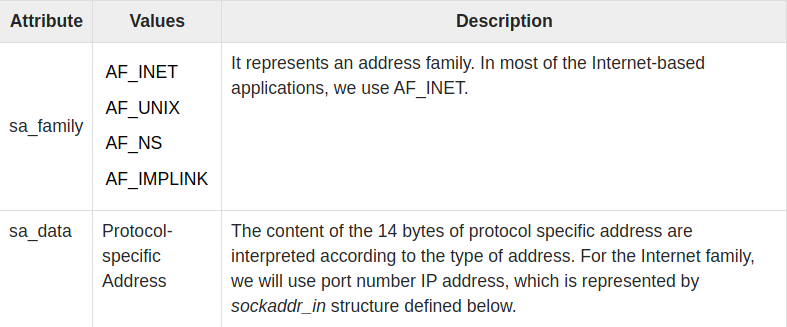 Attribute Values Description
sa_family
AF_INET
AF_UNIX
AF_NS
AF_IMPLINK
It represents an address family. In most of the Internet-based
applications, we use AF_INET.
sa_data
Protocol-
specific
Address
The content of the 14 bytes of protocol specific address are
interpreted according to the type of address. For the Internet family,
we will use port number IP address, which is represented by
sockaddr_in structure defined below.